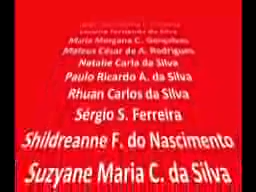 Maria Morgana C. Gonçalves
Mateus César de A. Rodrigues
Natalie Carla da Silva
Paulo Ricardo A. da Silva
Rhuan Carlos da Silva
Sérgio S. Ferreira
Shildreanne F. do Nascimento
Suzyane Maria C. da Silva